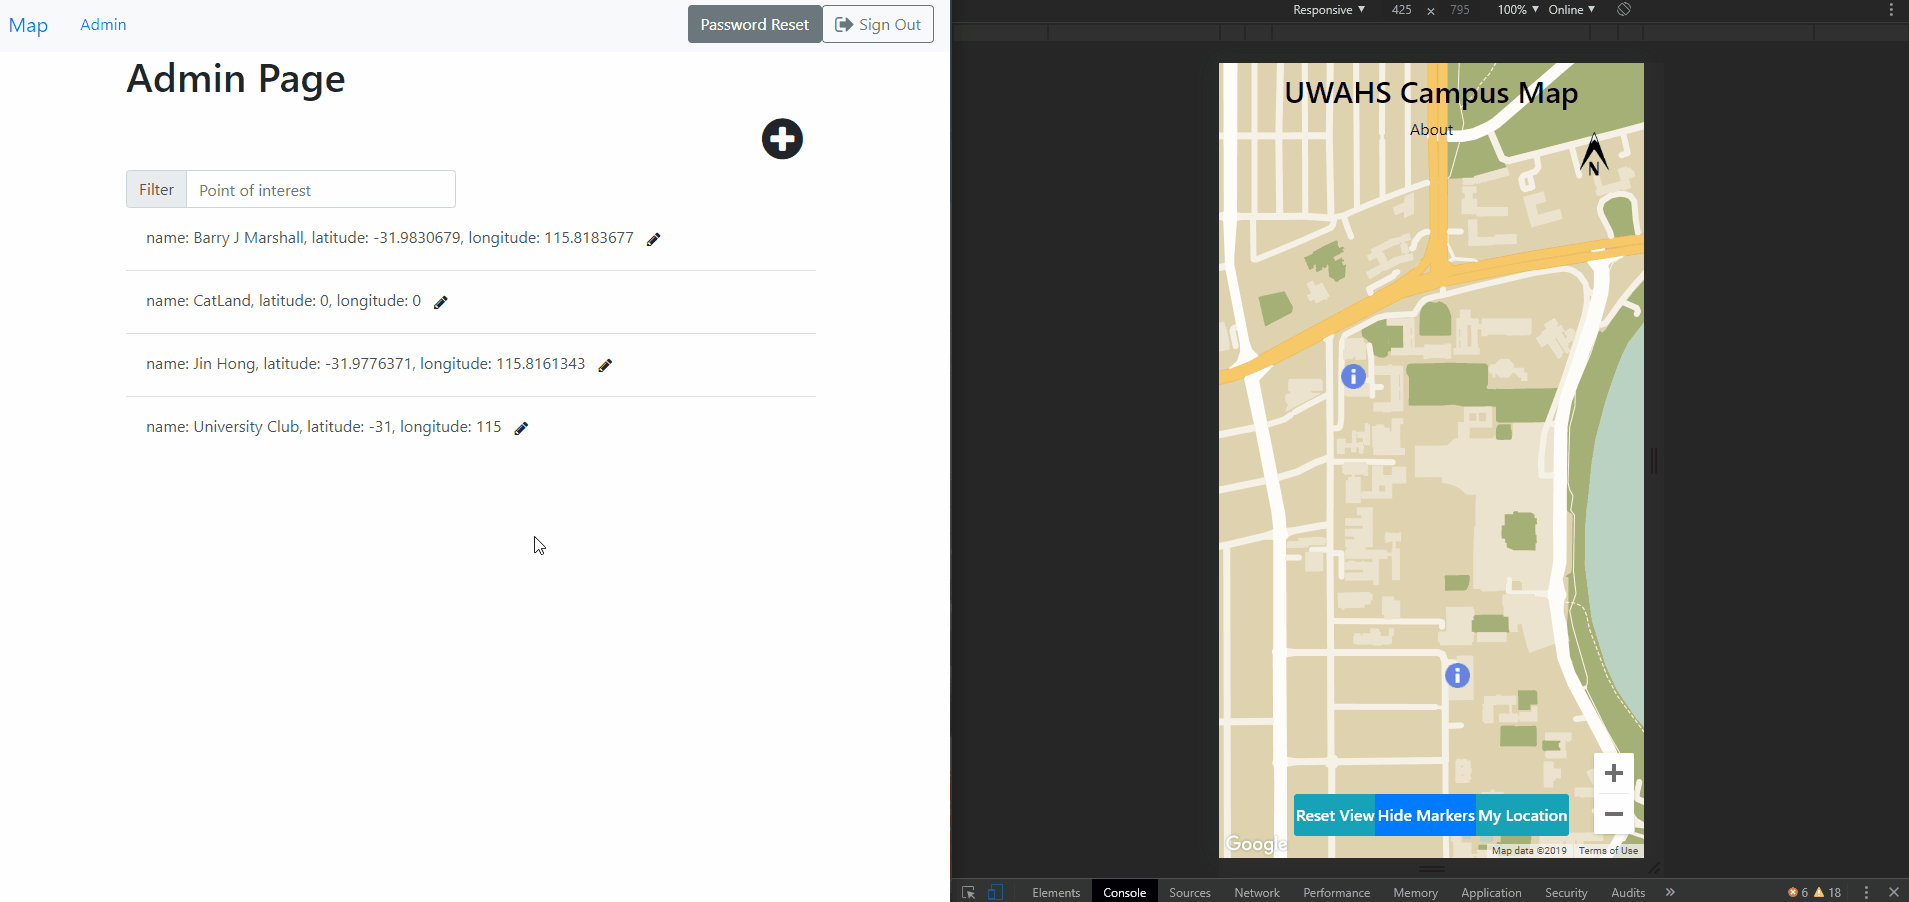 Map Admin Password Reset Sign Out
Admin Page
Filter Point of interest
name: Barry J Marshall, latitude: -31.9830679, longitude: 115.8183677
name: CatLand, latitude: 0, longitude: 0
name: Jin Hong, latitude: -31.9776371, longitude: 115.8161343
name: University Club, latitude: -31, longitude: 115
Responsive ▼ 425 x 795 100% ▼ Online ▼
UWAHS Campus Map
About
N
Reset View Hide Markers My Location
Google
Map data ©2019 Terms of Use
Elements Console Sources Network Performance Memory Application Security Audits » 6 18